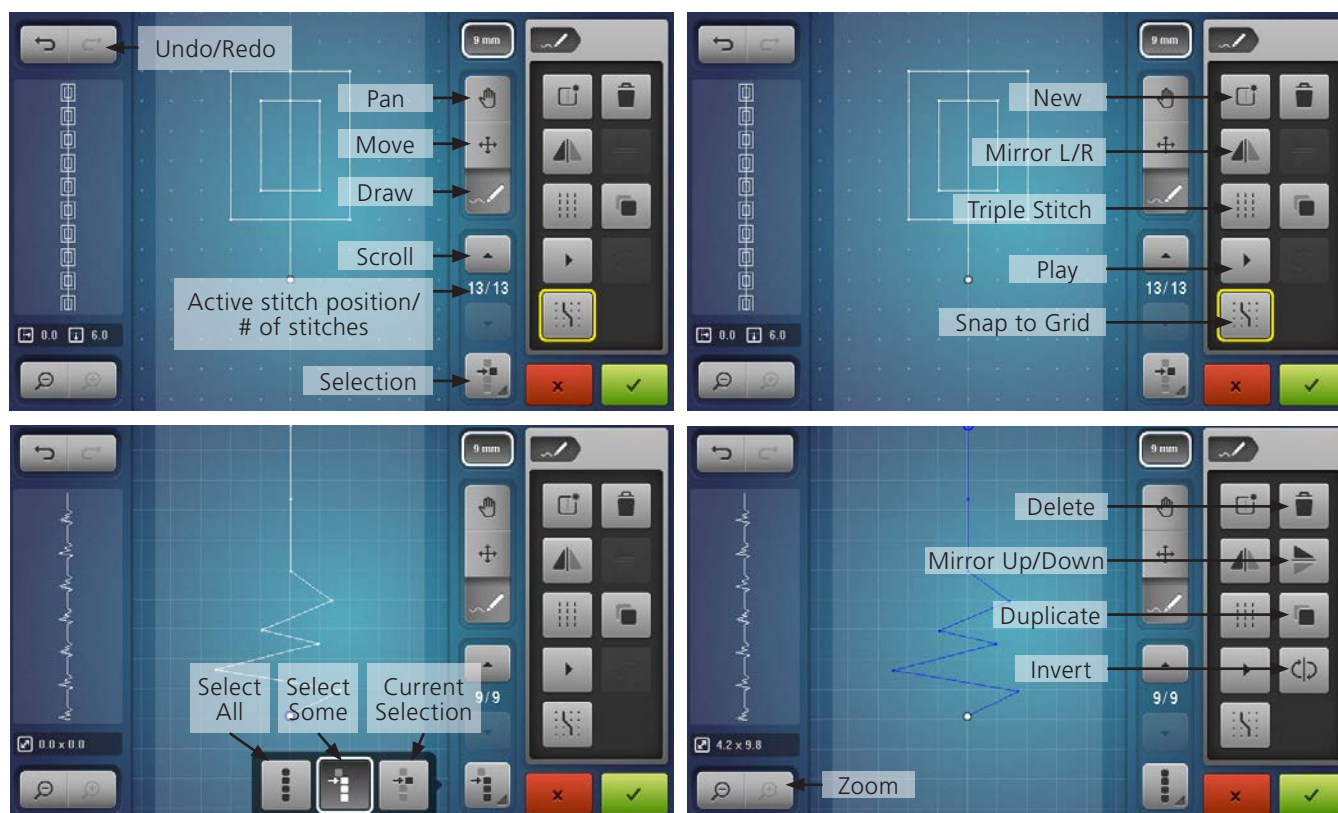 Undo/Redo
9 mm
Pan
Move
Draw
Scroll
13/13
Active stitch position/
# of stitches
0.0 6.0
Selection
9 mm
New
Mirror L/R
Triple Stitch
Play
13/13
Snap to Grid
0.0 6.0
9 mm
Select
All
Select
Some
Current
Selection
9/9
0.0 x 0.0
9 mm
Delete
Mirror Up/Down
Duplicate
Invert
9/9
4.2 x 9.8
Zoom